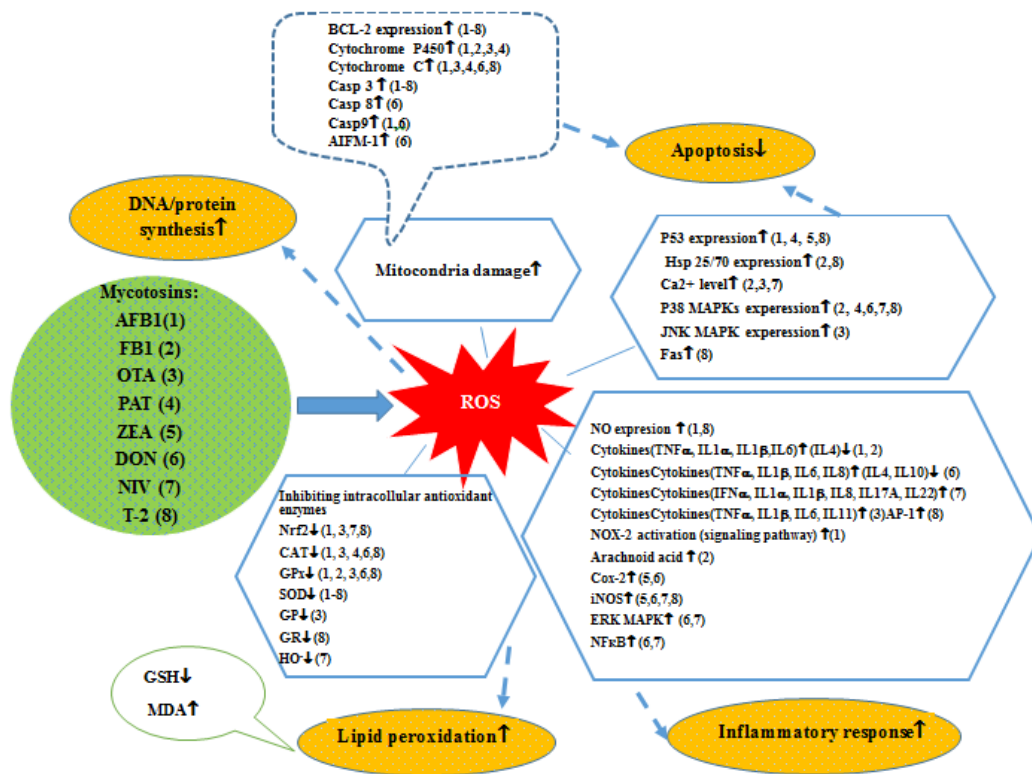 BCL-2 expression↑ (1-8)
Cytochrome P450↑ (1,2,3,4)
Cytochrome C↑ (1,3,4,6,8)
Casp 3↑ (1-8)
Casp 8↑ (6)
Casp9↑ (1,6)
AIFM-1↑ (6)
Apoptosis↓
DNA/protein
synthesis↑
Mitocondria damage↑
P53 expression↑ (1, 4, 5,8)
Hsp 25/70 expression↑ (2,8)
Ca2+ level↑ (2,3,7)
P38 MAPKs experession↑ (2, 4,6,7,8)
JNK MAPK experession↑ (3)
Fas↑ (8)
Mycotosins:
AFB1(1)
FB1 (2)
OTA (3)
PAT (4)
ZEA (5)
DON (6)
NIV (7)
T-2 (8)
ROS
NO expresion ↑ (1,8)
Cytokines(TNFα, IL1α, IL1β,IL6)↑ (IL4)↓ (1, 2)
CytokinesCytokines(TNFα, IL1β, IL6, IL8)↑ (IL4, IL10)↓ (6)
CytokinesCytokines(IFNα, IL1α, IL1β, IL8, IL17A, IL22)↑ (7)
CytokinesCytokines(TNFα, IL1β, IL6, IL11)↑ (3)AP-1↑ (8)
NOX-2 activation (signaling pathway) ↑(1)
Arachnoid acid ↑ (2)
Cox-2↑ (5,6)
iNOS↑ (5,6,7,8)
ERK MAPK↑ (6,7)
NFκB↑ (6,7)
Inhibiting intracollular antioxidant
enzymes
Nrf2↓ (1, 3,7,8)
CAT↓ (1, 3, 4,6,8)
GPx↓ (1, 2, 3,6,8)
SOD↓ (1-8)
GP↓ (3)
GR↓ (8)
HO-↓ (7)
GSH↓
MDA↑
Lipid peroxidation↑
Inflammatory response↑